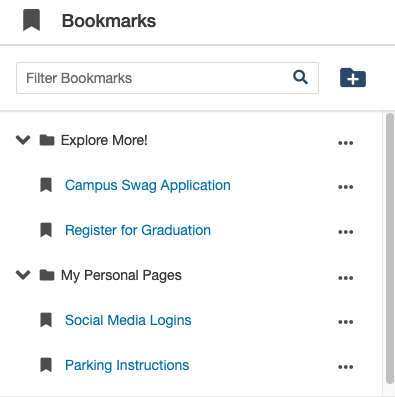 Bookmarks
Filter Bookmarks
Explore More!
Campus Swag Application
Register for Graduation
My Personal Pages
Social Media Logins
Parking Instructions